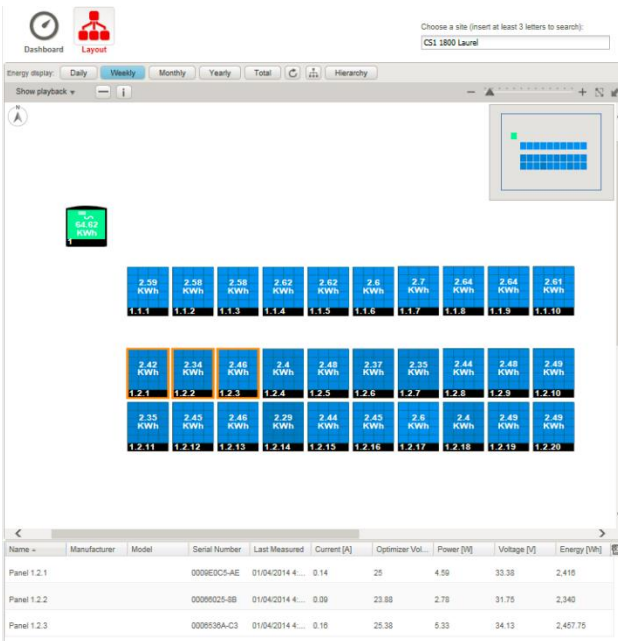 Dashboard
Layout
Choose a site (insert at least 3 letters to search):
CS1 1800 Laurel
Energy display: Daily Weekly Monthly Yearly Total Hierarchy
Show playback
N
64.62
KWh
1
2.59 2.58 2.58 2.62 2.62 2.6 2.7 2.64 2.64 2.61
KWh KWh KWh KWh KWh KWh KWh KWh KWh KWh
1.1.1 1.1.2 1.1.3 1.1.4 1.1.5 1.1.6 1.1.7 1.1.8 1.1.9 1.1.10
2.42 2.34 2.46 2.4 2.48 2.37 2.35 2.44 2.48 2.49
KWh KWh KWh KWh KWh KWh KWh KWh KWh KWh
1.2.1 1.2.2 1.2.3 1.2.4 1.2.5 1.2.6 1.2.7 1.2.8 1.2.9 1.2.10
2.35 2.45 2.46 2.29 2.44 2.45 2.6 2.4 2.49 2.49
KWh KWh KWh KWh KWh KWh KWh KWh KWh KWh
1.2.11 1.2.12 1.2.13 1.2.14 1.2.15 1.2.16 1.2.17 1.2.18 1.2.19 1.2.20
Name Manufacturer Model Serial Number Last Measured Current [A] Optimizer Vol... Power [W] Voltage [V] Energy [Wh]
Panel 1.2.1 0009E0C5-AE 01/04/2014 4:... 0.14 25 4.59 33.38 2,416
Panel 1.2.2 00066025-8B 01/04/2014 4:... 0.09 23.88 2.78 31.75 2,340
Panel 1.2.3 0006536A-C3 01/04/2014 4:... 0.16 25.38 5.33 34.13 2,457.75